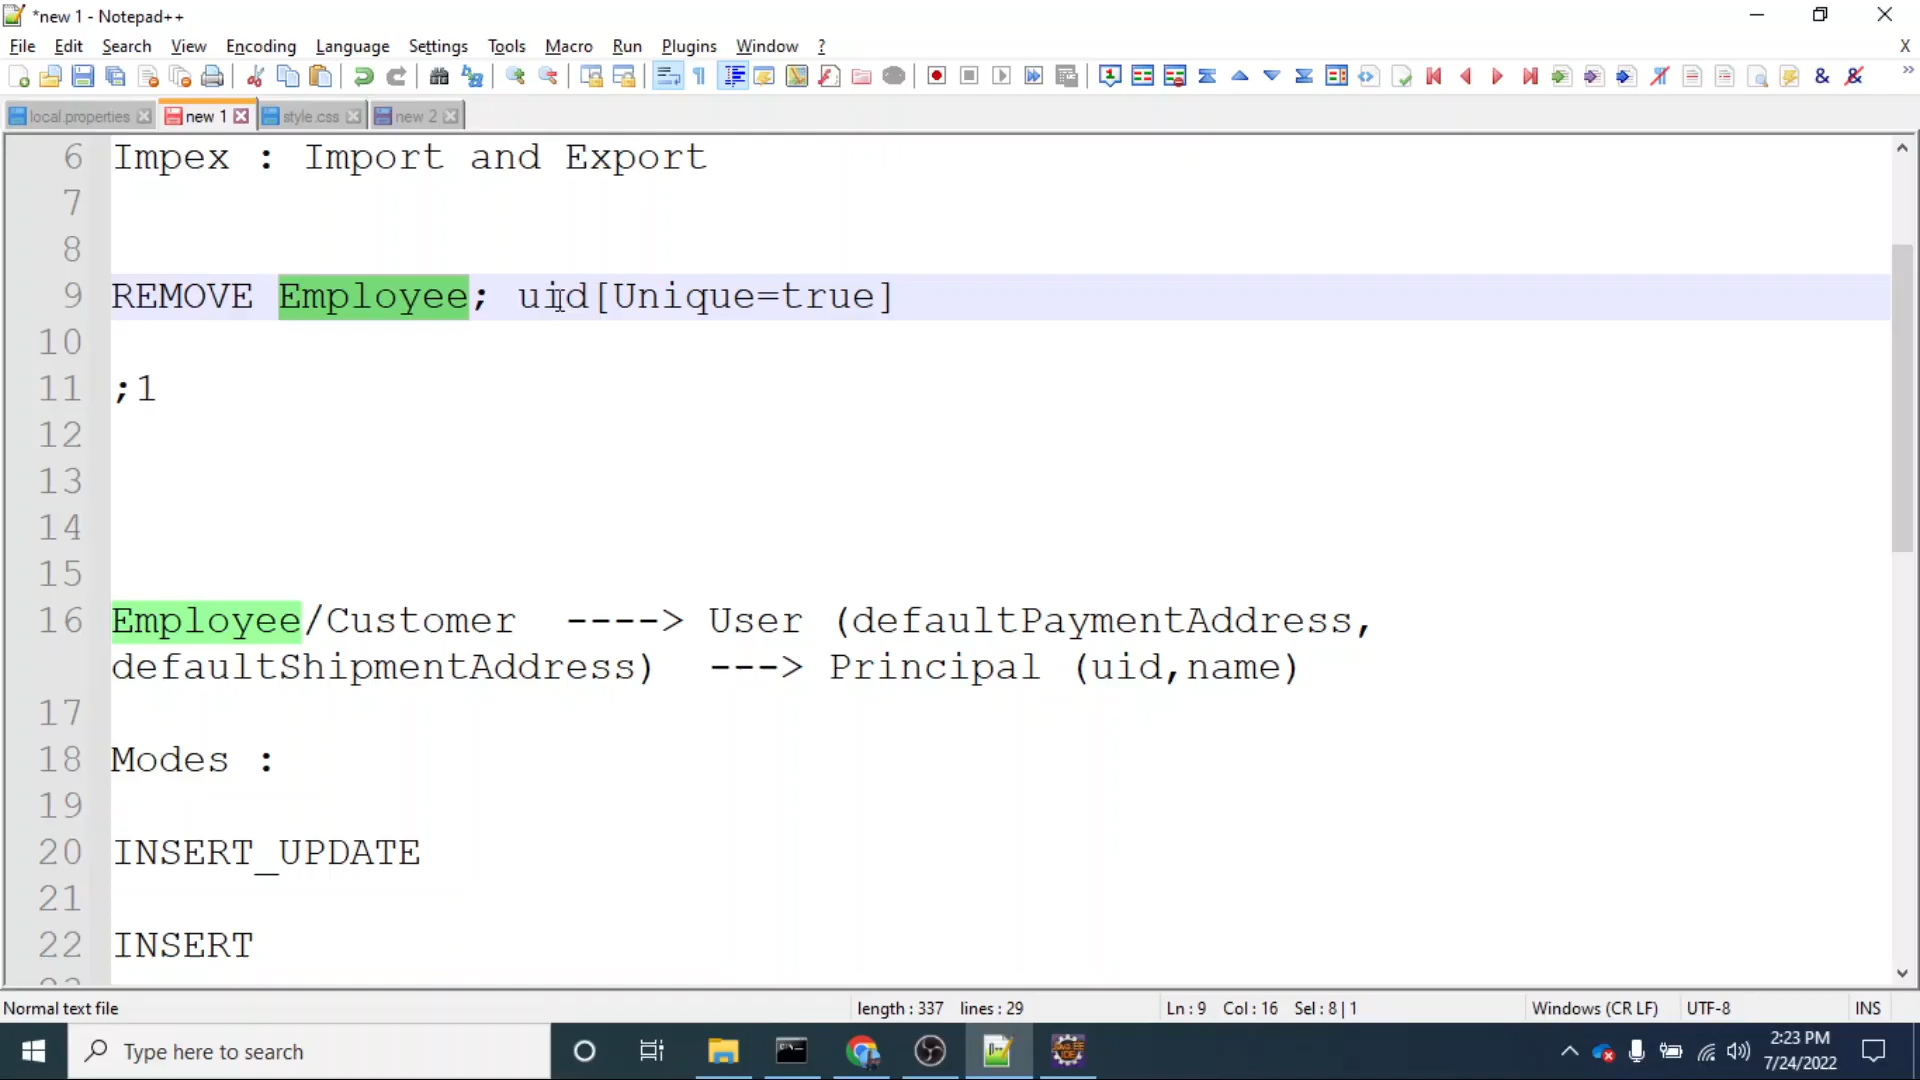 *new 1 - Notepad++
File Edit Search View Encoding Language Settings Tools Macro Run Plugins Window ? X
local.properties new 1 style.css new 2
6 Impex : Import and Export
7
8
9 REMOVE Employee; uid[Unique=true]
10
11 ;1
12
13
14
15
16 Employee/Customer ----> User (defaultPaymentAddress,
defaultShipmentAddress) ---> Principal (uid,name)
17
18 Modes :
19
20 INSERT_UPDATE
21
22 INSERT
Normal text file length : 337 lines : 29 Ln : 9 Col : 16 Sel : 8 | 1 Windows (CR LF) UTF-8 INS
Type here to search
2:23 PM
7/24/2022